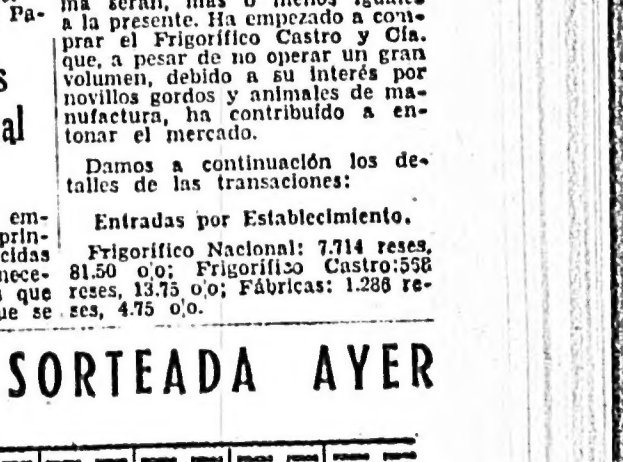 Pa-
s
al
em-
prin-
cidas
nece-
s que
ue se
ma serán, más o menos iguales
a la presente. Ha empezado a com-
prar el Frigorífico Castro y Cía.
que, a pesar de no operar un gran
volumen, debido a su interés por
novillos gordos y animales de ma-
nufactura, ha contribuído a en-
tonar el mercado.
Damos a continuación los de-
talles de las transaciones:
Entradas por Establecimiento.
Frigorífico Nacional: 7.714 reses,
81.50 o|o; Frigorífico Castro:558
reses, 13.75 o|o; Fábricas: 1.286 re-
ses, 4.75 o|o.
SORTEADA AYER